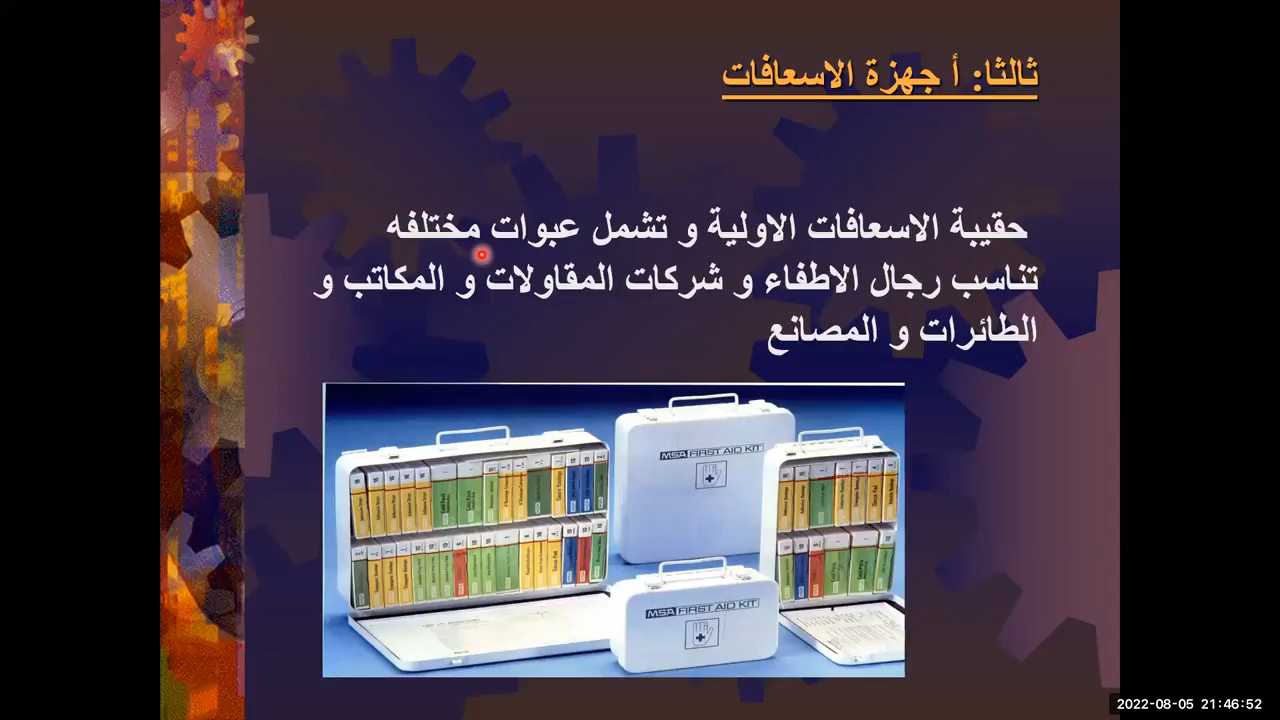 ثالثا: أ جهزة الاسعافات
حقيبة الاسعافات الاولية و تشمل عبوات مختلفه
تناسب رجال الاطفاء و شركات المقاولات و المكاتب و
الطائرات و المصانع
MSA FIRST AID KIT
MSA FIRST AID KIT
2022-08-05 21:46:52